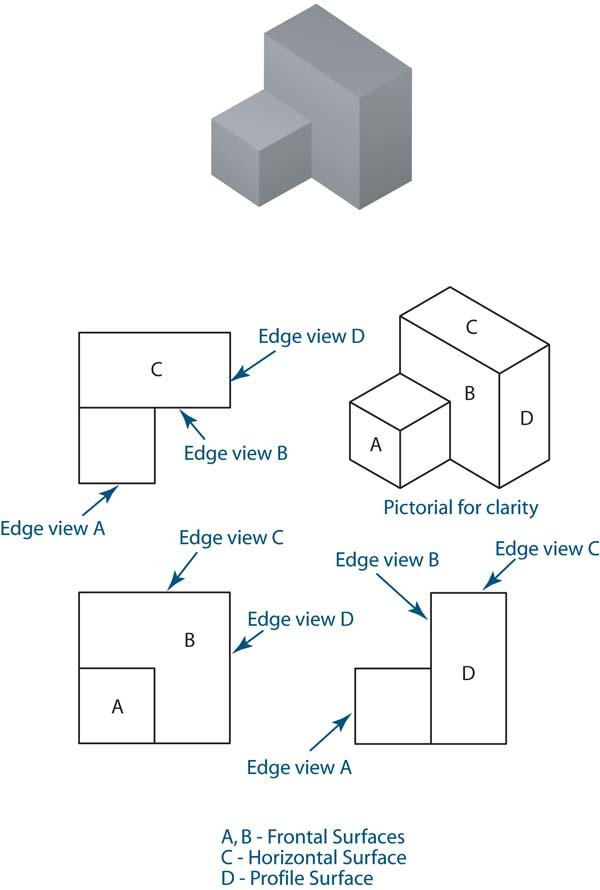 Edge view D
C
C
B
D
A
Edge view B
Pictorial for clarity
Edge view A
Edge view C
Edge view B
Edge view C
Edge view D
B
D
A
Edge view A
A, B - Frontal Surfaces
C - Horizontal Surface
D - Profile Surface